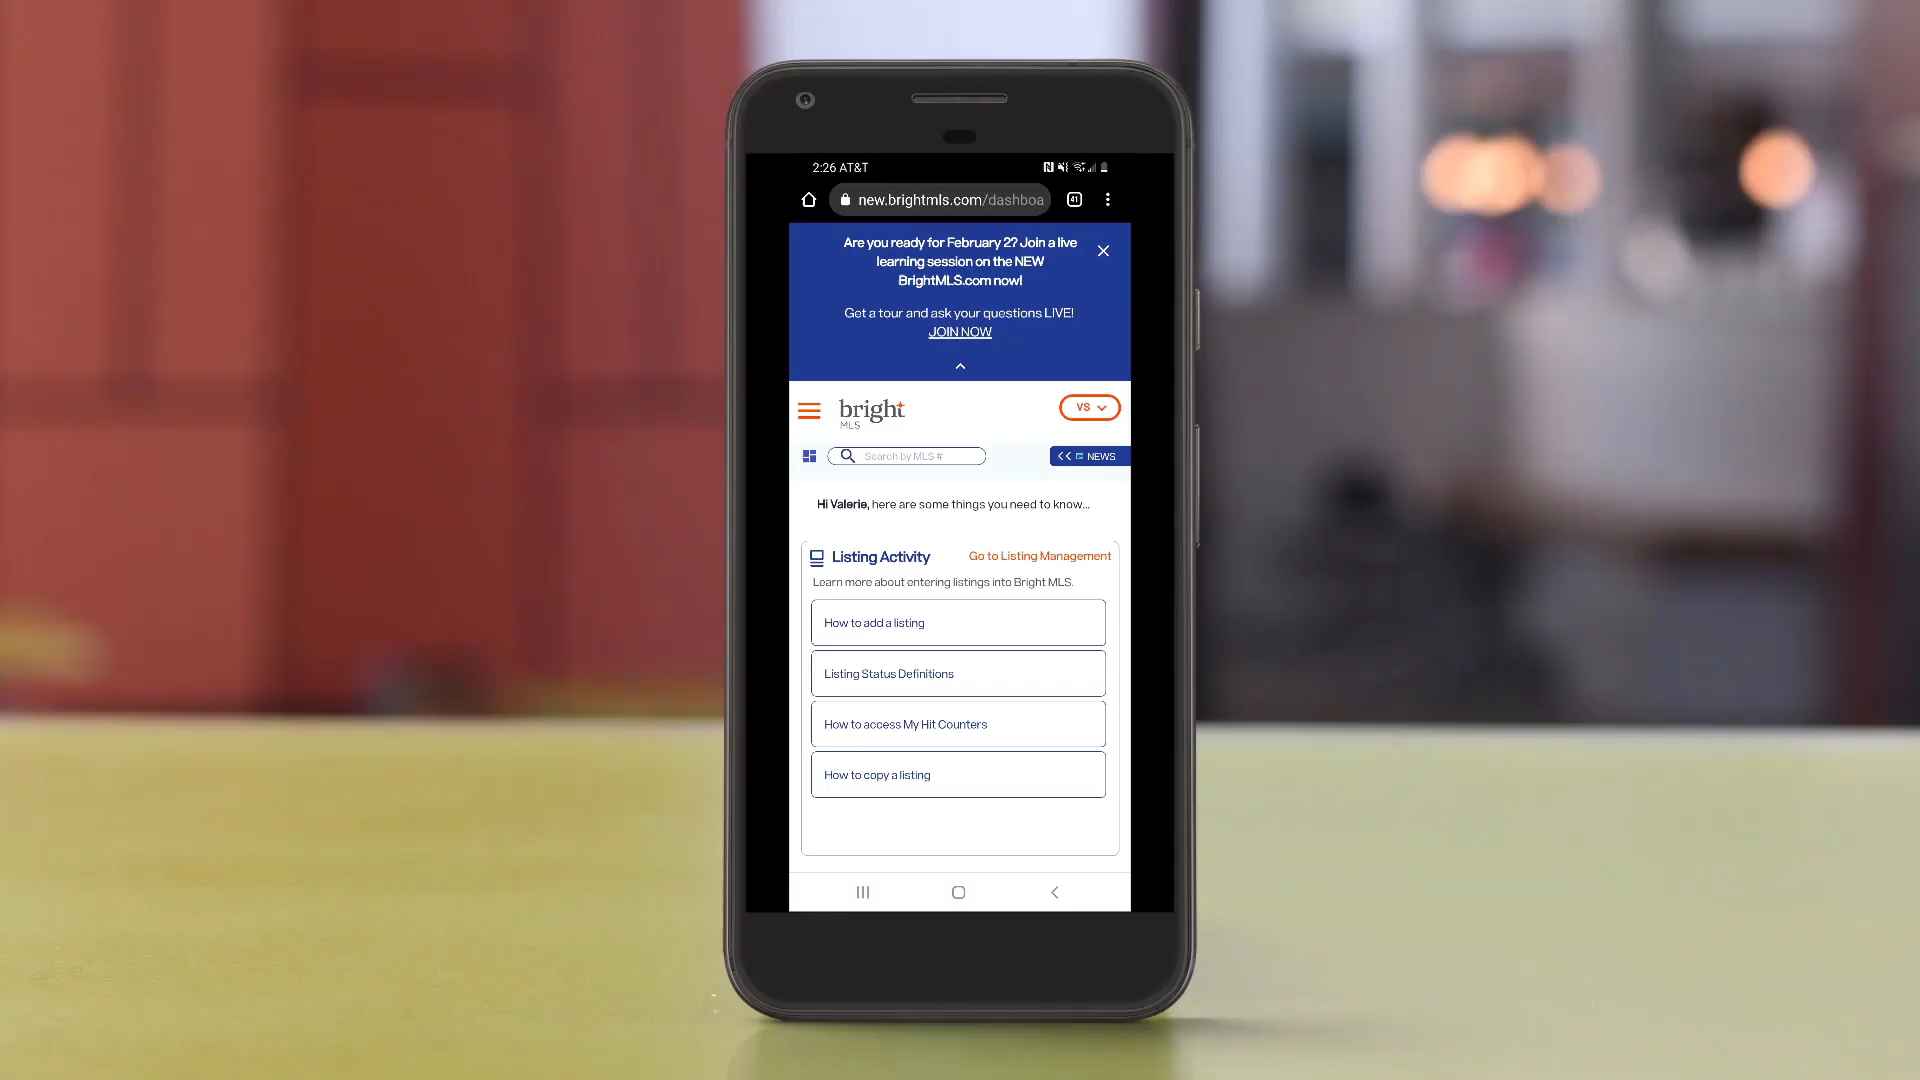 2:26 AT&T
new.brightmls.com/dashboa
41
Are you ready for February 2? Join a live
learning session on the NEW
BrightMLS.com now!
Get a tour and ask your questions LIVE!
JOIN NOW
bright
MLS
VS
Search by MLS #
NEWS
Hi Valerie, here are some things you need to know...
Listing Activity
Go to Listing Management
Learn more about entering listings into Bright MLS.
How to add a listing
Listing Status Definitions
How to access My Hit Counters
How to copy a listing